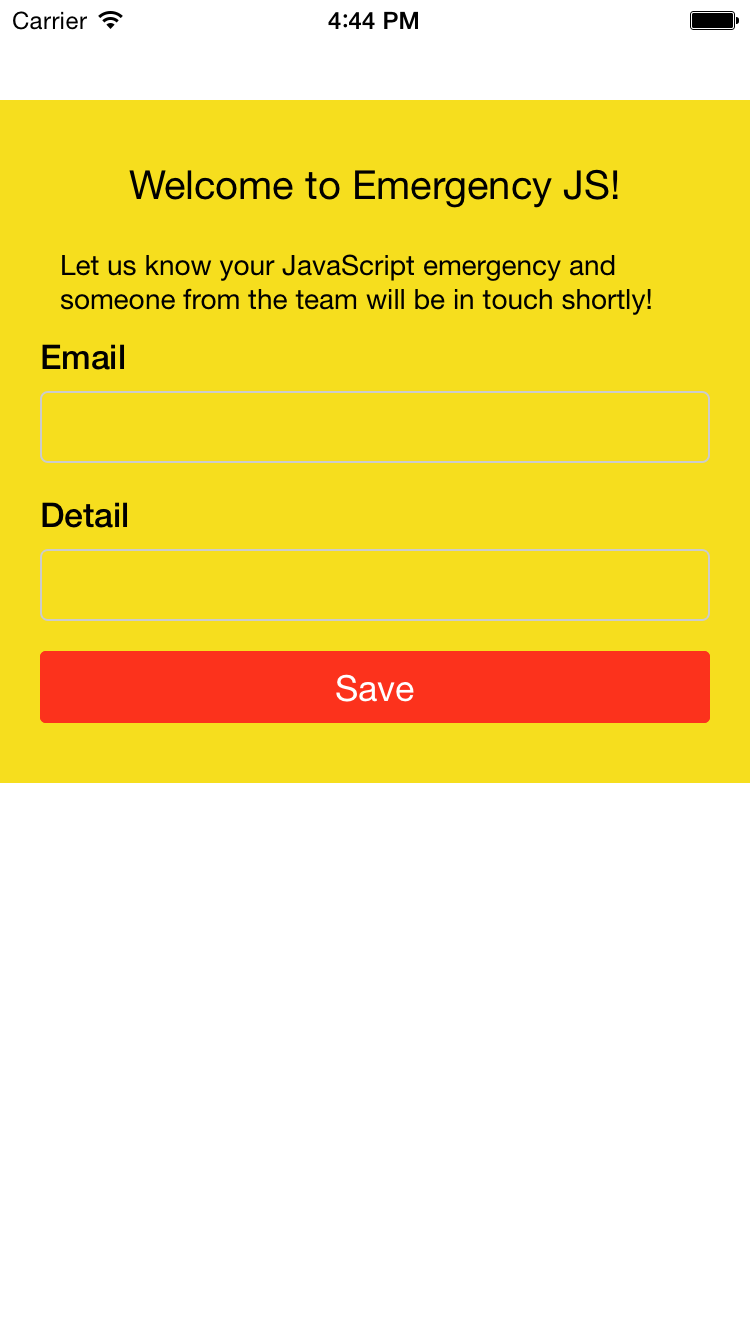 Carrier 4:44 PM
Welcome to Emergency JS!
Let us know your JavaScript emergency and
someone from the team will be in touch shortly!
Email
Detail
Save